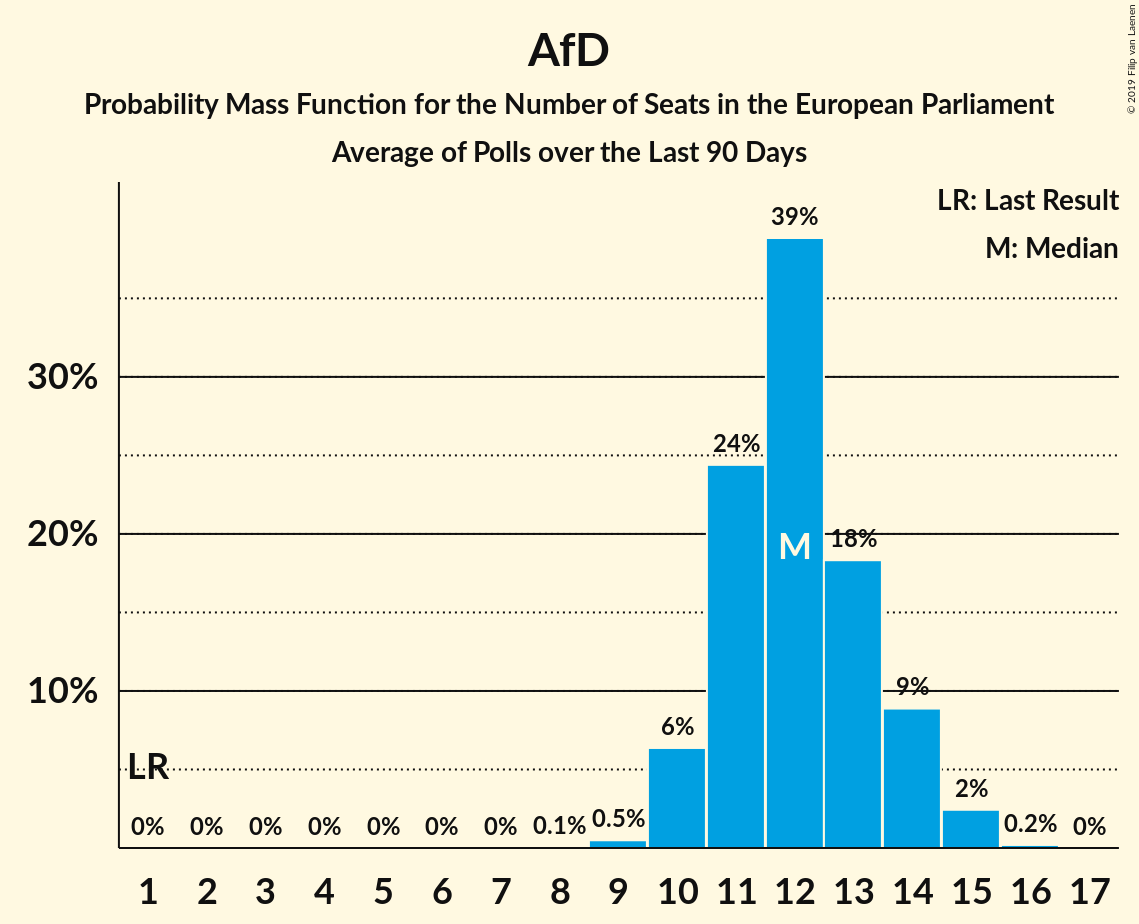 AfD
Probability Mass Function for the Number of Seats in the European Parliament
Average of Polls over the Last 90 Days
© 2019 Filip van Laenen
LR: Last Result
M: Median
39%
30%
24%
20%
M
18%
10%
9%
6%
LR
2%
0% 0% 0% 0% 0% 0% 0% 0.1% 0.5% 0.2% 0%
1 2 3 4 5 6 7 8 9 10 11 12 13 14 15 16 17